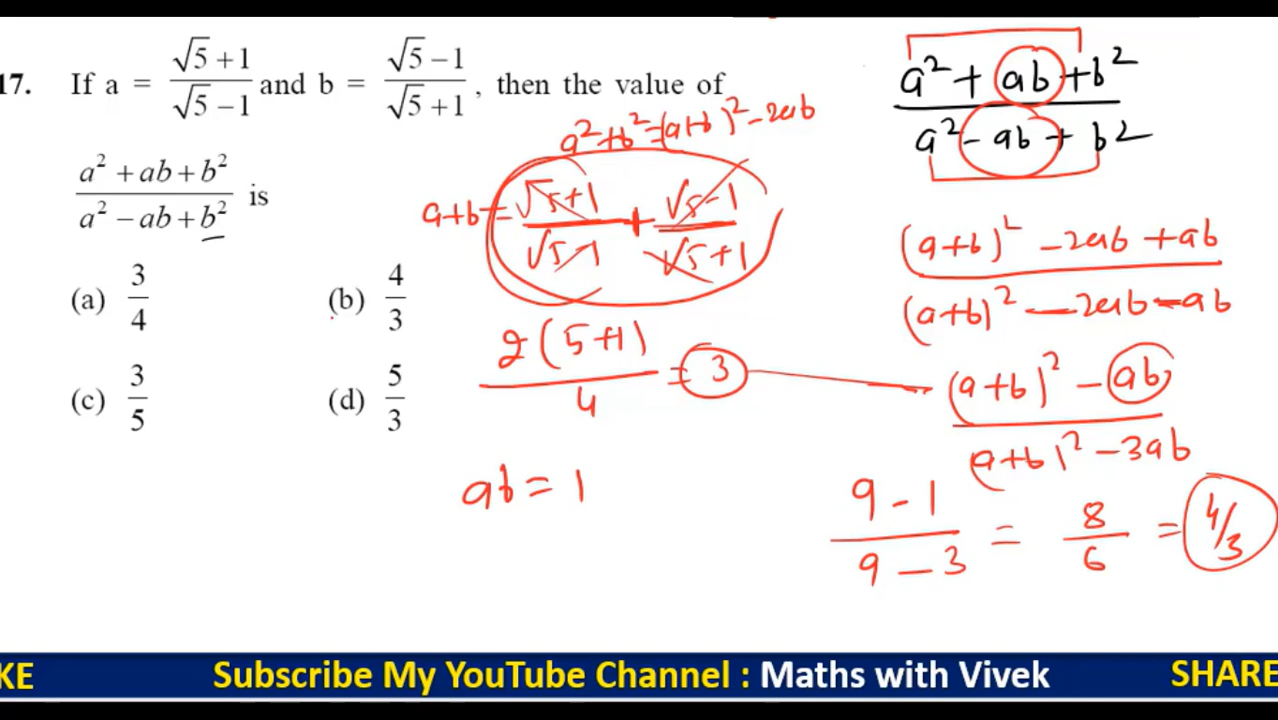 17. If a = (√5 + 1)/(√5 − 1) and b = (√5 − 1)/(√5 + 1), then the value of
(a² + ab + b²)/(a² − ab + b²) is
(a) 3/4 (b) 4/3
(c) 3/5 (d) 5/3
a² + b² = (a+b)² − 2ab
a+b = (√5+1)/(√5−1) + (√5−1)/(√5+1)
2(5+1)/4 = 3
ab = 1
(a² + ab + b²)/(a² − ab + b2)
((a+b)² − 2ab + ab)/((a+b)² − 2ab − ab)
((a+b)² − ab)/((a+b)² − 3ab)
(9 − 1)/(9 − 3) = 8/6 = 4/3
KE Subscribe My YouTube Channel : Maths with Vivek SHARE